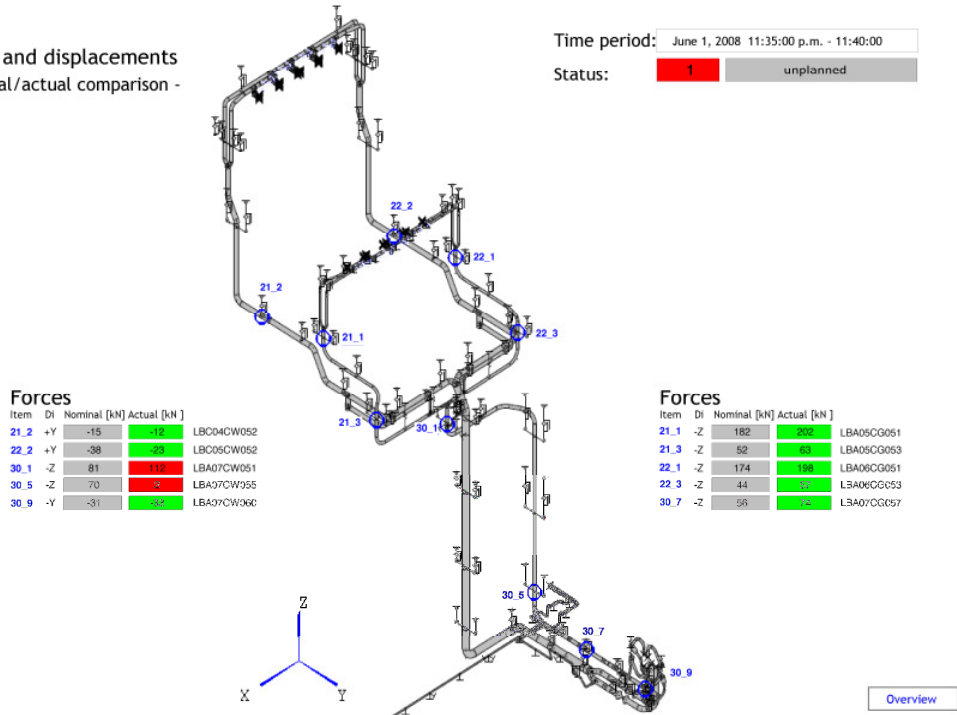 and displacements
al/actual comparison -
Time period: June 1, 2008 11:35:00 p.m. - 11:40:00
Status: 1 unplanned
22_2
22_1
21_2
21_1
22_3
21_3
30_1
Forces
Item Di Nominal [kN] Actual [kN ]
21_2 +Y -15 -12 LBC04CW052
22_2 +Y -38 -23 LBC05CW052
30_1 -Z 81 112 LBA07CW051
30_5 -Z 70 LBA07CW055
30_9 -Y -31 LBA07CW060
Forces
Item Di Nominal [kN] Actual [kN ]
21_1 -Z 182 202 LBA05CG051
21_3 -Z 52 63 LBA05CG053
22_1 -Z 174 198 LBA06CG051
22_3 -Z 44 LBA06CG053
30_7 -Z 56 LBA07CG057
30_5
30_7
30_9
Z
X Y
Overview